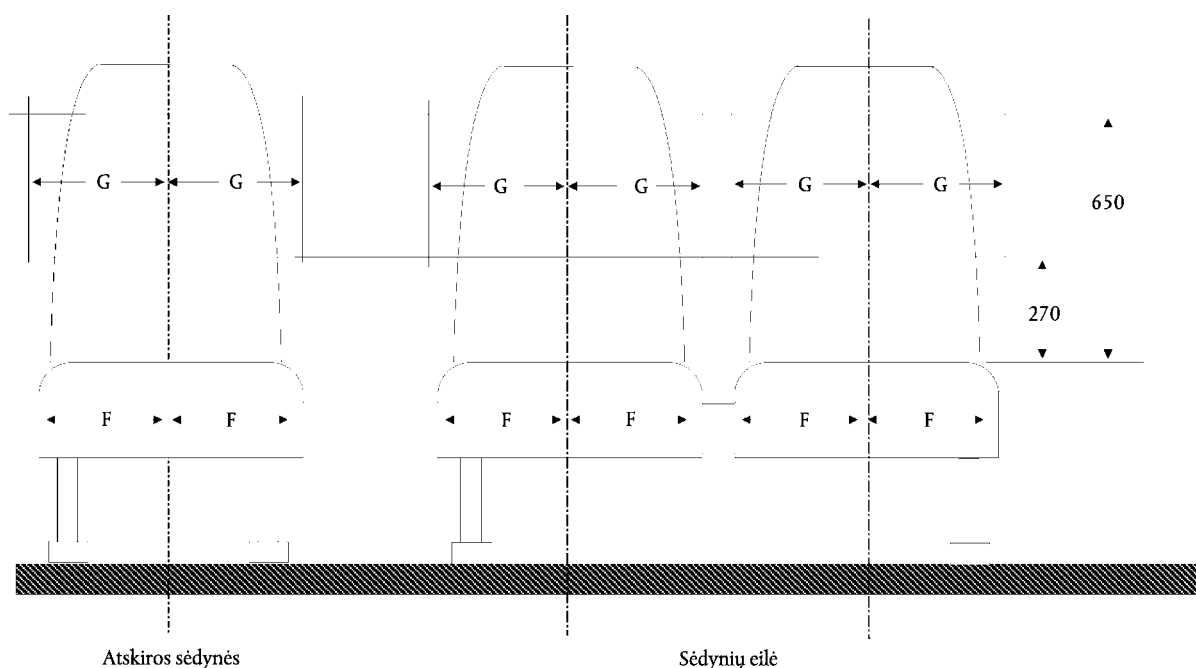 G G G G G G
650
270
F F F F F F
Atskiros sėdynės Sėdynių eilė